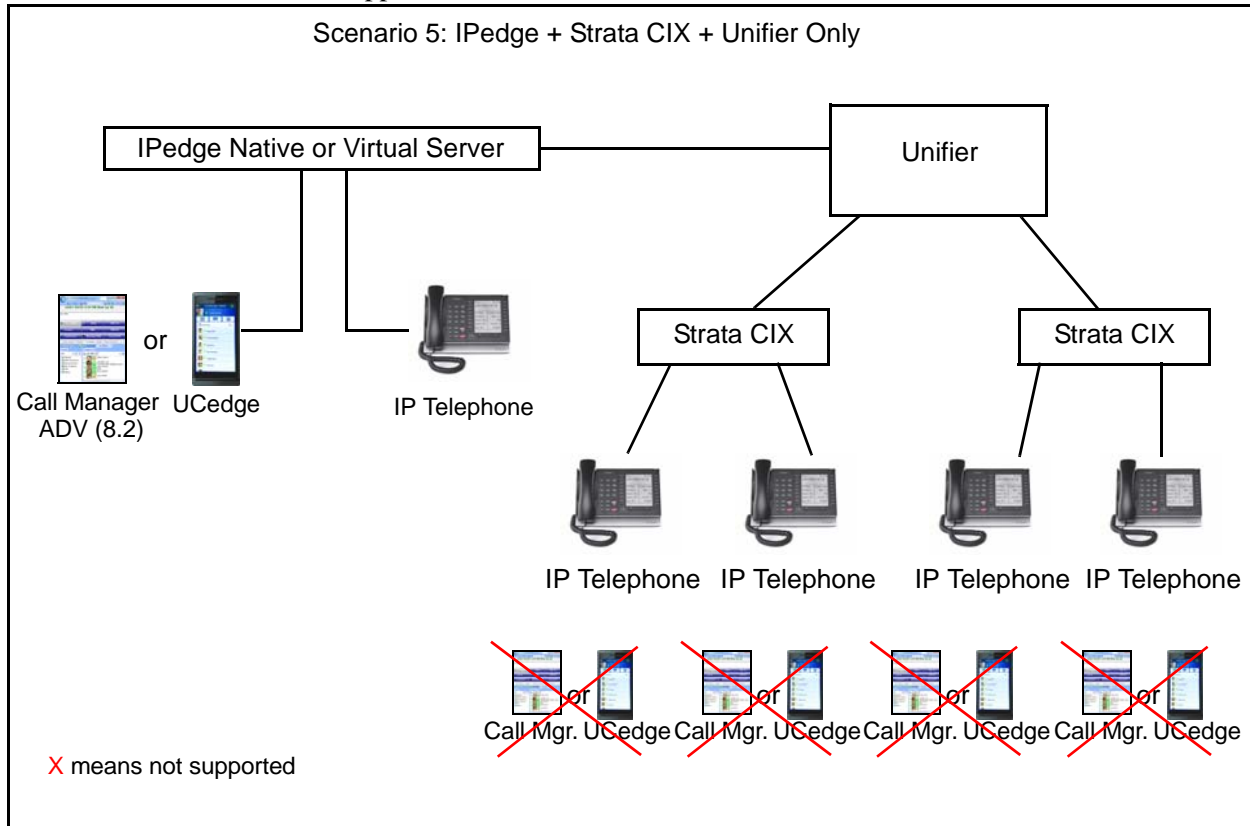 Scenario 5: IPedge + Strata CIX + Unifier Only
IPedge Native or Virtual Server
Unifier
Strata CIX
Strata CIX
or
Call Manager
ADV (8.2)
UCedge
IP Telephone
IP Telephone
IP Telephone
IP Telephone
IP Telephone
or
or
or
or
Call Mgr. UCedge
Call Mgr. UCedge
Call Mgr. UCedge
Call Mgr. UCedge
X means not supported